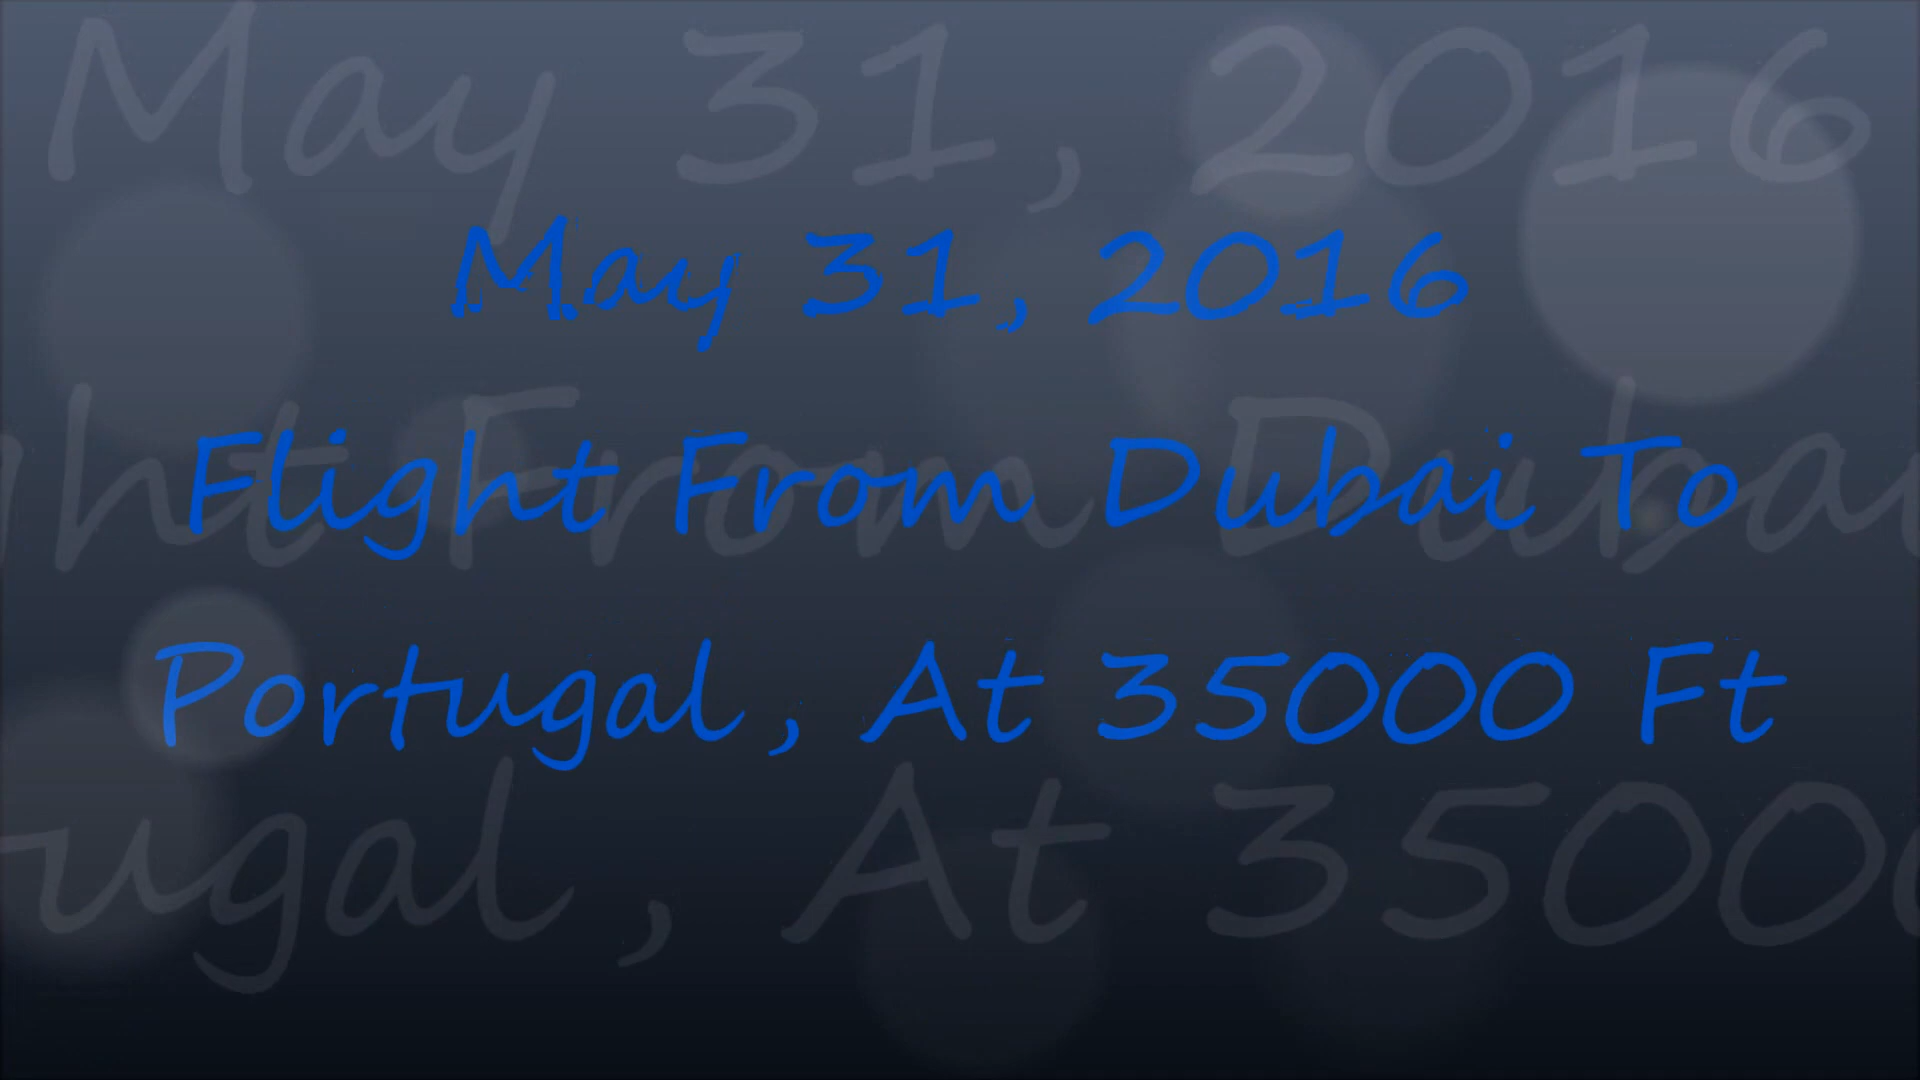 May 31, 2016
Flight From Dubai To
Portugal, At 35000 Ft